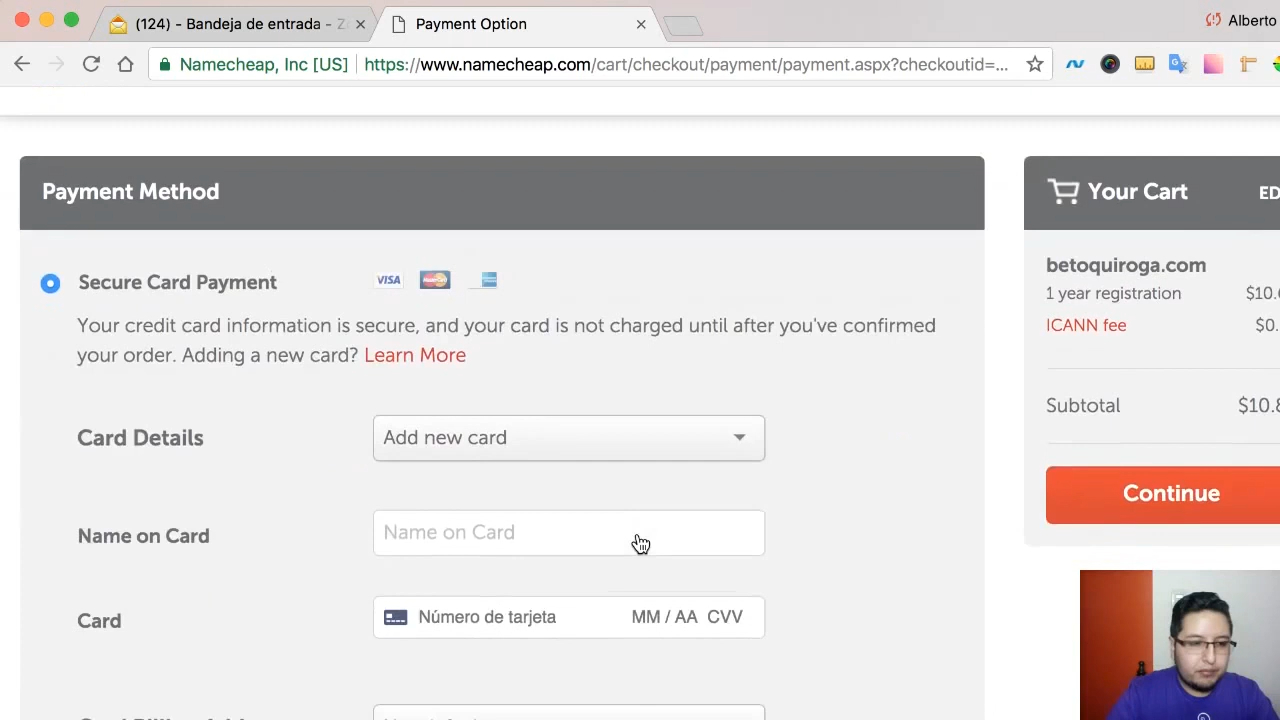 (124) - Bandeja de entrada - Zo
Payment Option
Alberto
Namecheap, Inc [US]
https://www.namecheap.com/cart/checkout/payment/payment.aspx?checkoutid=...
Payment Method
Your Cart
Secure Card Payment
VISA
betoquiroga.com
1 year registration
ICANN fee
$0.
Your credit card information is secure, and your card is not charged until after you've confirmed
your order. Adding a new card? Learn More
Subtotal
$10.8
Card Details
Add new card
Continue
Name on Card
Name on Card
Card
Número de tarjeta
MM / AA CVV